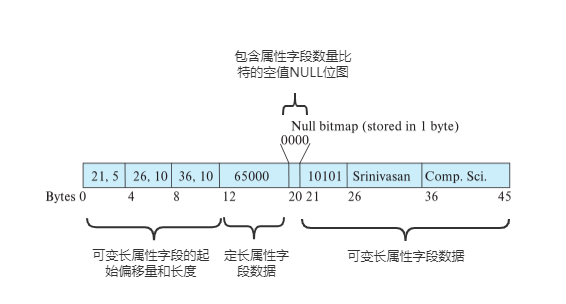 包含属性字段数量比
特的空值NULL位图
Null bitmap (stored in 1 byte)
0000
21, 5 26, 10 36, 10 65000 10101 Srinivasan Comp. Sci.
Bytes 0 4 8 12 20 21 26 36 45
可变长属性字段的起
始偏移量和长度
定长属性字
段数据
可变长属性字段数据